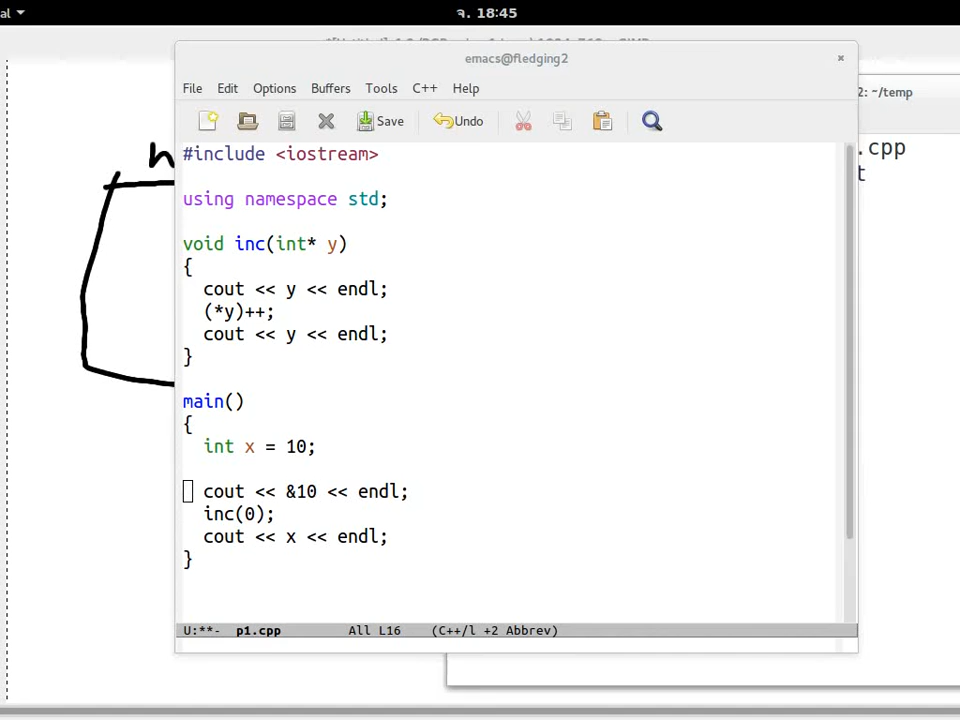 al จ. 18:45
emacs@fledging2
File Edit Options Buffers Tools C++ Help
2: ~/temp
Save Undo
#include <iostream>
.cpp
t
using namespace std;
void inc(int* y)
{
cout << y << endl;
(*y)++;
cout << y << endl;
}
main()
{
int x = 10;
cout << &10 << endl;
inc(0);
cout << x << endl;
}
U:**- p1.cpp All L16 (C++/l +2 Abbrev)